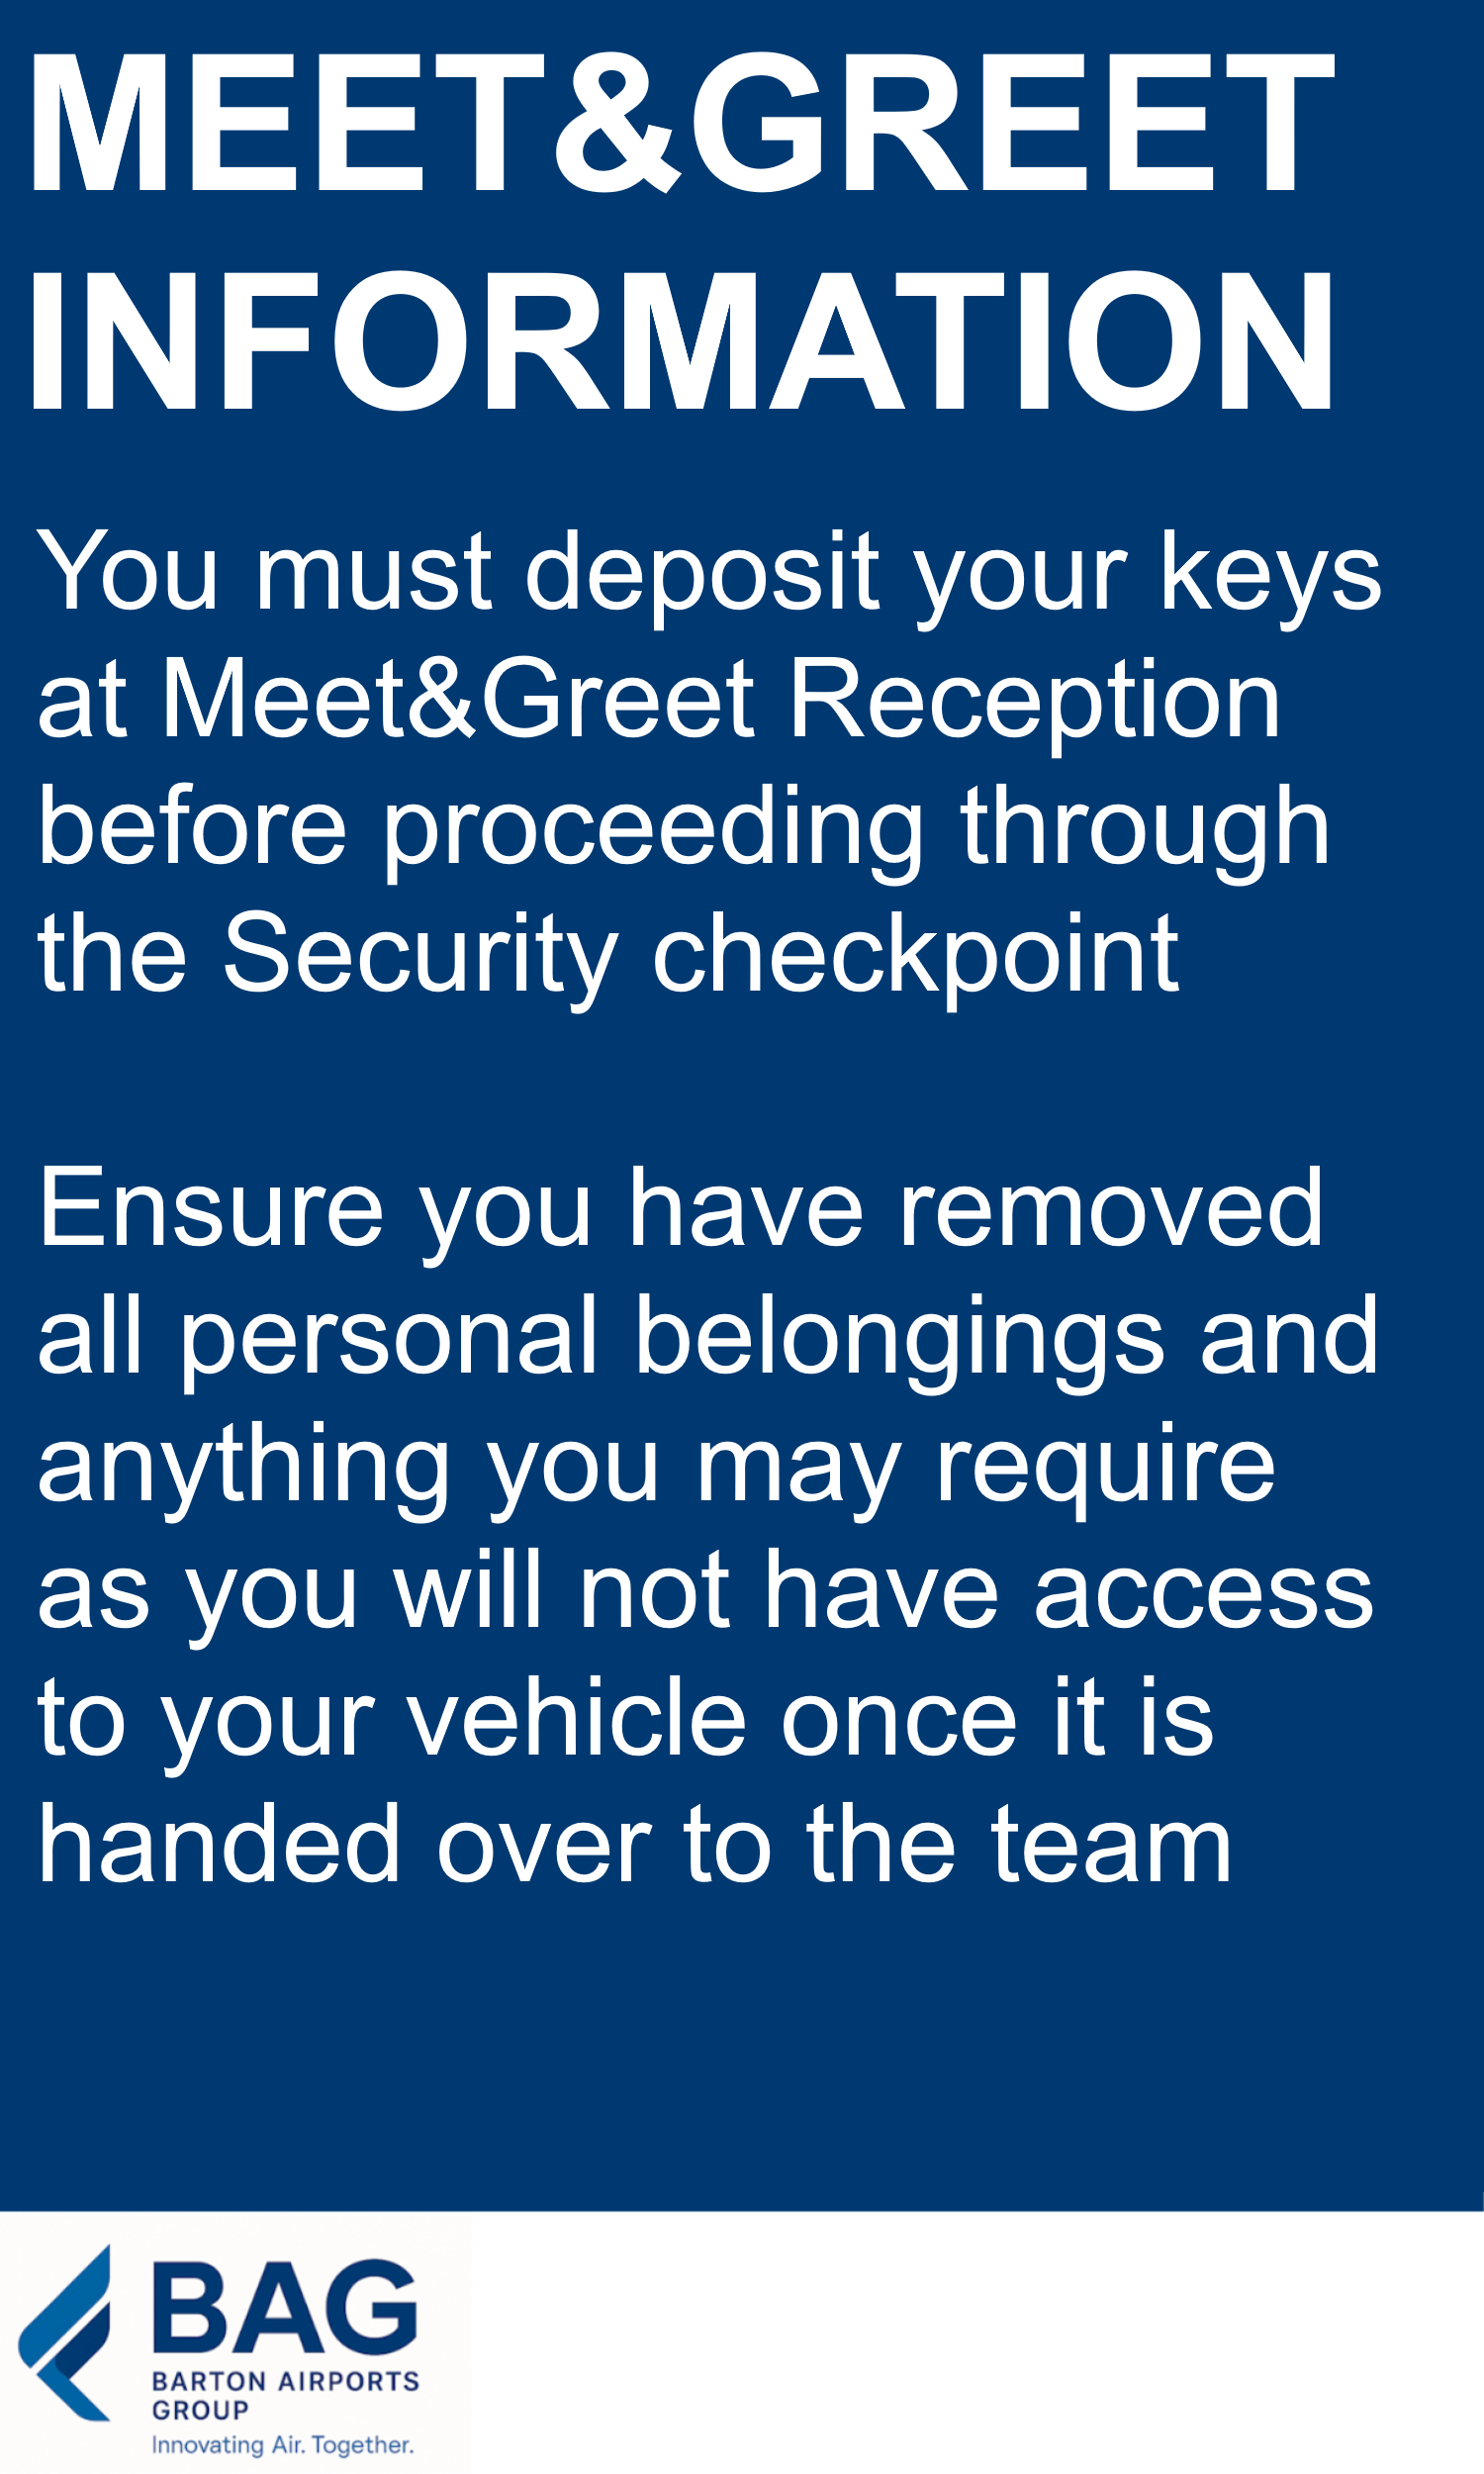 MEET&GREET
INFORMATION
You must deposit your keys
at Meet&Greet Reception
before proceeding through
the Security checkpoint
Ensure you have removed
all personal belongings and
anything you may require
as you will not have access
to your vehicle once it is
handed over to the team
BAG
BARTON AIRPORTS
GROUP
Innovating Air. Together.